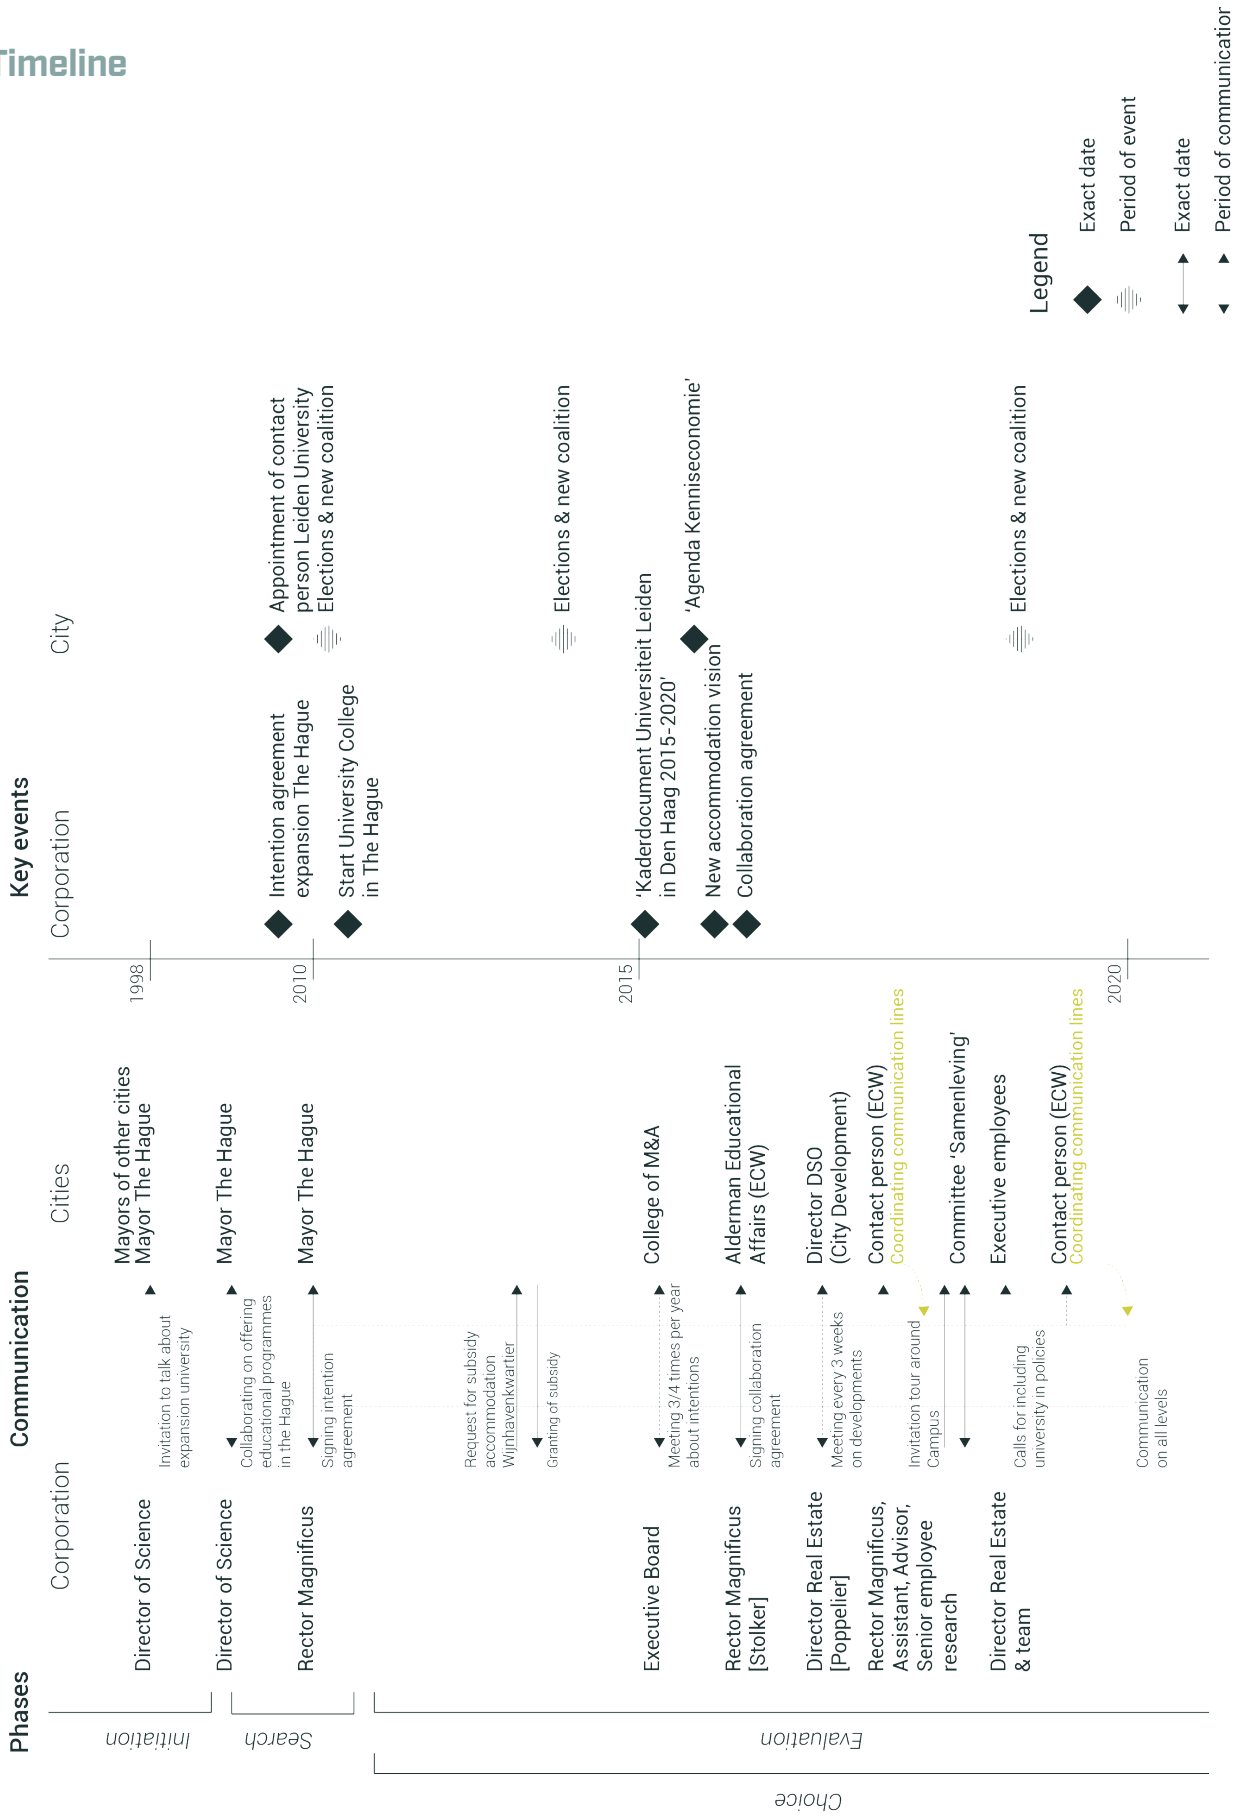 Timeline
Phases
Communication
Key events
Corporation
Cities
Corporation
City
Initiation
Search
Evaluation
Choice
Director of Science
Invitation to talk about
expansion university
Mayors of other cities
Mayor The Hague
1998
Director of Science
Collaborating on offering
educational programmes
in the Hague
Mayor The Hague
Rector Magnificus
Signing intention
agreement
Mayor The Hague
2010
Intention agreement
expansion The Hague
Start University College
in The Hague
Appointment of contact
person Leiden University
Elections & new coalition
Request for subsidy
accommodation
Wijnhavenkwartier
Granting of subsidy
Elections & new coalition
Executive Board
Meeting 3/4 times per year
about intentions
College of M&A
2015
'Kaderdocument Universiteit Leiden
in Den Haag 2015-2020'
'Agenda Kenniseconomie'
New accommodation vision
Collaboration agreement
Rector Magnificus
[Stolker]
Signing collaboration
agreement
Alderman Educational
Affairs (ECW)
Director Real Estate
[Poppelier]
Meeting every 3 weeks
on developments
Director DSO
(City Development)
Rector Magnificus,
Assistant, Advisor,
Senior employee
research
Invitation tour around
Campus
Contact person (ECW)
Coordinating communication lines
Committee 'Samenleving'
Director Real Estate
& team
Calls for including
university in policies
Executive employees
Elections & new coalition
Contact person (ECW)
Coordinating communication lines
Communication
on all levels
2020
Legend
Exact date
Period of event
Exact date
Period of communication